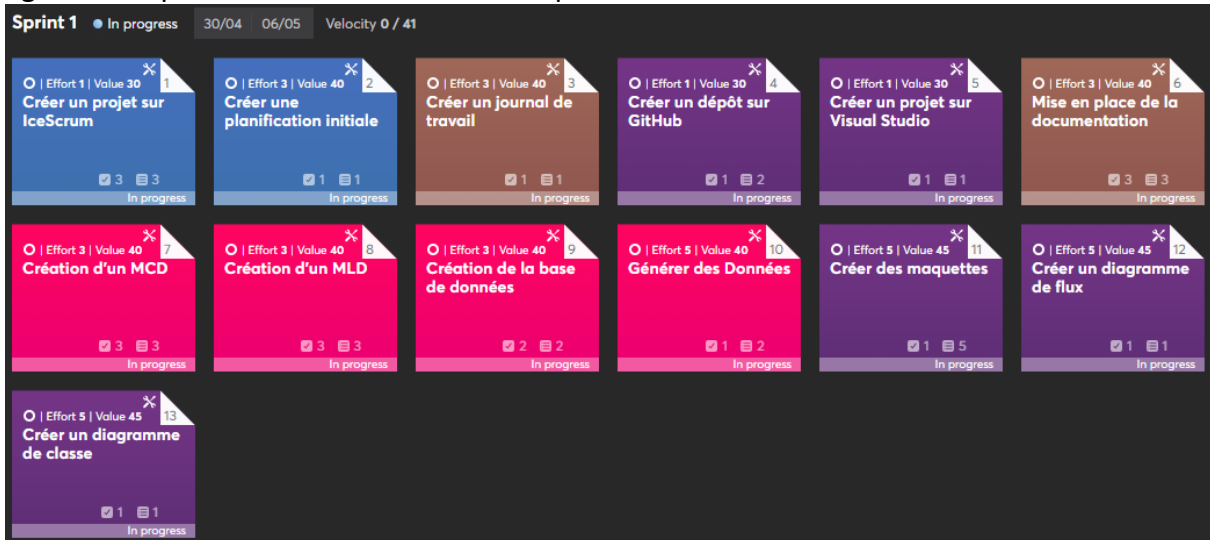 Sprint 1 In progress 30/04 06/05 Velocity 0 / 41
| Effort 1 | Value 30 1
Créer un projet sur
IceScrum
3 3
In progress
| Effort 3 | Value 40 2
Créer une
planification initiale
1 1
In progress
| Effort 3 | Value 40 3
Créer un journal de
travail
1 1
In progress
| Effort 1 | Value 30 4
Créer un dépôt sur
GitHub
1 2
In progress
| Effort 1 | Value 30 5
Créer un projet sur
Visual Studio
1 1
In progress
| Effort 3 | Value 40 6
Mise en place de la
documentation
3 3
In progress
| Effort 3 | Value 40 7
Création d'un MCD
3 3
In progress
| Effort 3 | Value 40 8
Création d'un MLD
3 3
In progress
| Effort 3 | Value 40 9
Création de la base
de données
2 2
In progress
| Effort 5 | Value 40 10
Générer des Données
1 2
In progress
| Effort 5 | Value 45 11
Créer des maquettes
1 5
In progress
| Effort 5 | Value 45 12
Créer un diagramme
de flux
1 1
In progress
| Effort 5 | Value 45 13
Créer un diagramme
de classe
1 1
In progress